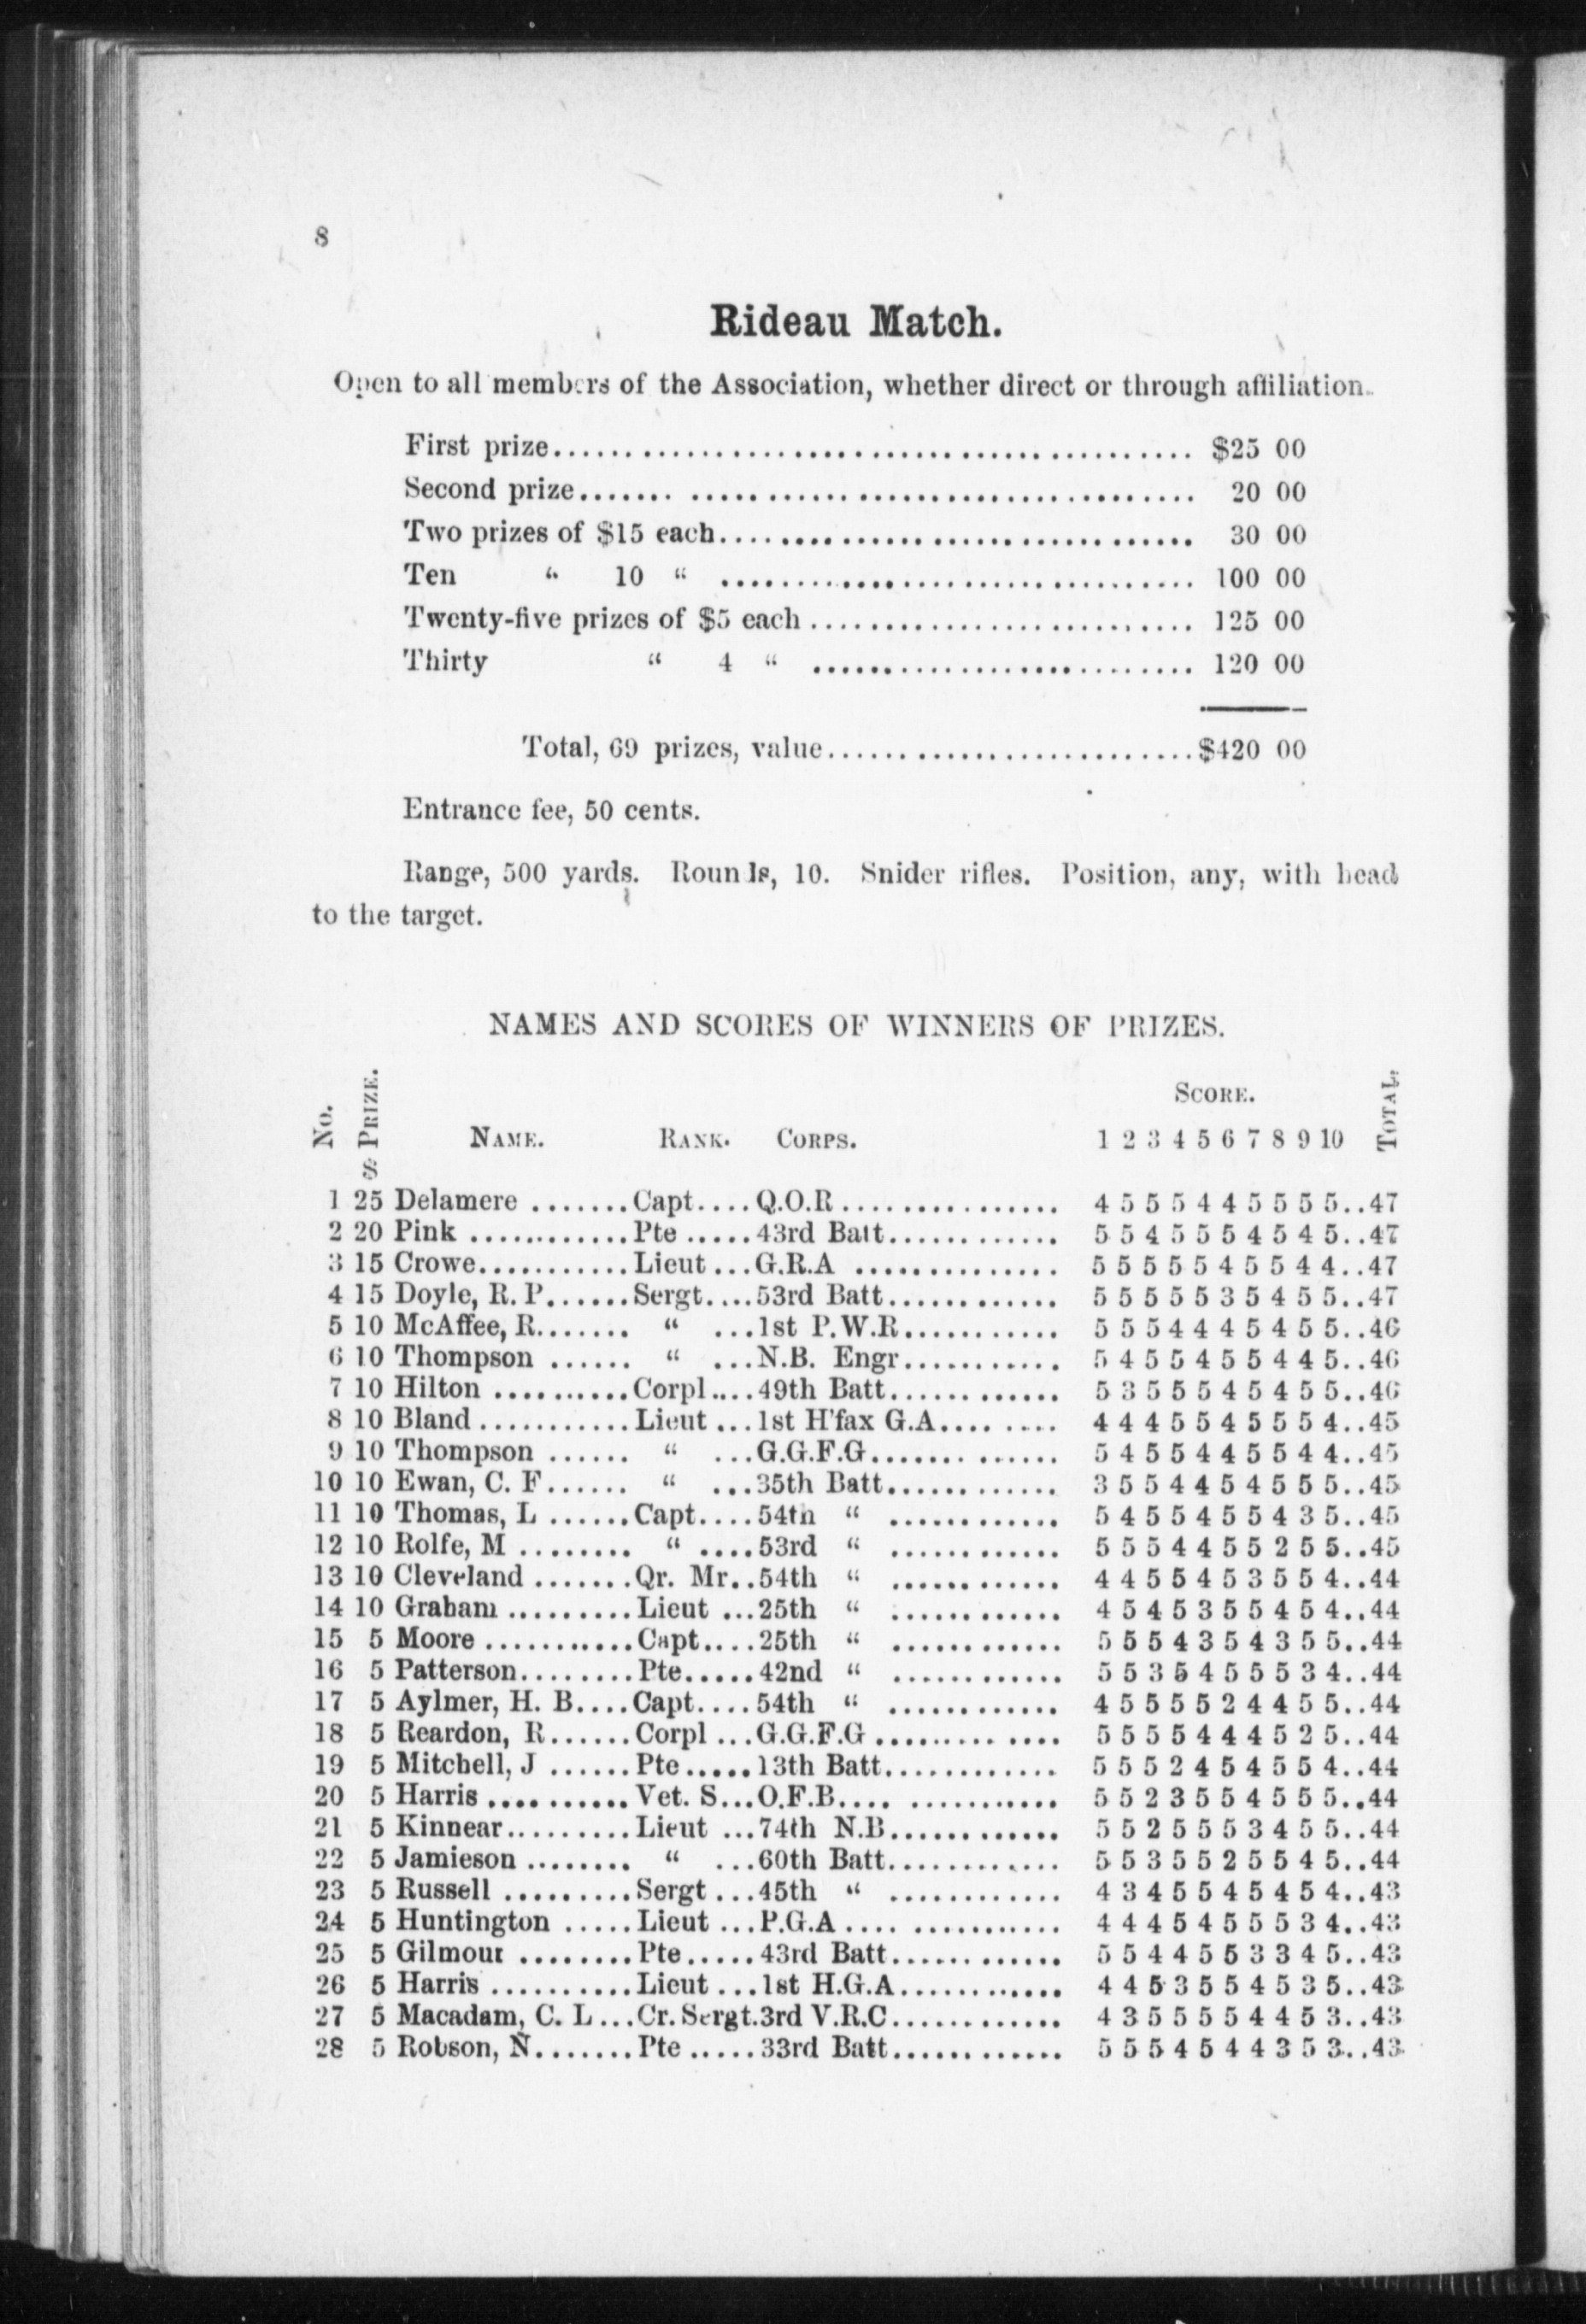 8
Rideau Match.
Open to all members of the Association, whether direct or through affiliation.
First prize.......................................... $25 00
Second prize....... .................................. 20 00
Two prizes of $15 each................................ 30 00
Ten “ 10 “ ................................ 100 00
Twenty-five prizes of $5 each .......................... 125 00
Thirty “ 4 “ .......................... 120 00
Total, 69 prizes, value.........................$420 00
Entrance fee, 50 cents.
Range, 500 yards. Rounds, 10. Snider rifles. Position, any, with head
to the target.
NAMES AND SCORES OF WINNERS OF PRIZES.
No. $ PRIZE. NAME. RANK. CORPS. SCORE. 1 2 3 4 5 6 7 8 9 10 TOTAL.
1 25 Delamere .......Capt....Q.O.R................ 4 5 5 5 4 4 5 5 5 5..47
2 20 Pink ............Pte .....43rd Batt............. 5 5 4 5 5 5 4 5 4 5..47
3 15 Crowe...........Lieut...G.R.A ............... 5 5 5 5 5 4 5 5 4 4..47
4 15 Doyle, R. P......Sergt....53rd Batt............. 5 5 5 5 5 3 5 4 5 5..47
5 10 McAffee, R....... “ ...1st P.W.R............ 5 5 5 4 4 4 5 4 5 5..46
6 10 Thompson ...... “ ...N.B. Engr............ 5 4 5 5 4 5 5 4 4 5..46
7 10 Hilton ..........Corpl....49th Batt............. 5 3 5 5 5 4 5 4 5 5..46
8 10 Bland ............Lieut ...1st H'fax G.A.... .... 4 4 4 5 5 4 5 5 5 4..45
9 10 Thompson ...... “ ...G.G.F.G....... ...... 5 4 5 5 4 4 5 5 4 4..45
10 10 Ewan, C. F...... “ ...35th Batt............. 3 5 5 4 4 5 4 5 5 5..45
11 10 Thomas, L ......Capt....54th “ ............ 5 4 5 5 4 5 5 4 3 5..45
12 10 Rolfe, M ........ “ ....53rd “ ............ 5 5 5 4 4 5 5 2 5 5..45
13 10 Cleveland .......Qr. Mr..54th “ ............ 4 4 5 5 4 5 3 5 5 4..44
14 10 Graham .........Lieut ...25th “ ............ 4 5 4 5 3 5 5 4 5 4..44
15 5 Moore ...........Capt....25th “ ............ 5 5 5 4 3 5 4 3 5 5..44
16 5 Patterson........Pte.....42nd “ ............ 5 5 3 5 4 5 5 5 3 4..44
17 5 Aylmer, H. B....Capt....54th “ ............ 4 5 5 5 5 2 4 4 5 5..44
18 5 Reardon, R......Corpl ...G.G.F.G ......... .... 5 5 5 5 4 4 4 5 2 5..44
19 5 Mitchell, J ......Pte.....13th Batt............. 5 5 5 2 4 5 4 5 5 4..44
20 5 Harris .... ......Vet. S...O.F.B.... ........... 5 5 2 3 5 5 4 5 5 5..44
21 5 Kinnear.........Lieut ...74th N.B............. 5 5 2 5 5 5 3 4 5 5..44
22 5 Jamieson ........ “ ...60th Batt............. 5 5 3 5 5 2 5 5 4 5..44
23 5 Russell .........Sergt ...45th “ ............ 4 3 4 5 5 4 5 4 5 4..43
24 5 Huntington .....Lieut ...P.G.A .... ........... 4 4 4 5 4 5 5 5 3 4..43
25 5 Gilmour ........Pte.....43rd Batt............. 5 5 4 4 5 5 3 3 4 5..43
26 5 Harris ..........Lieut ...1st H.G.A............ 4 4 5 3 5 5 4 5 3 5..43
27 5 Macadam, C. L ...Cr. Sergt.3rd V.R.C............. 4 3 5 5 5 5 4 4 5 3..43
28 5 Robson, N.......Pte .....33rd Batt............. 5 5 5 4 5 4 4 3 5 3..43